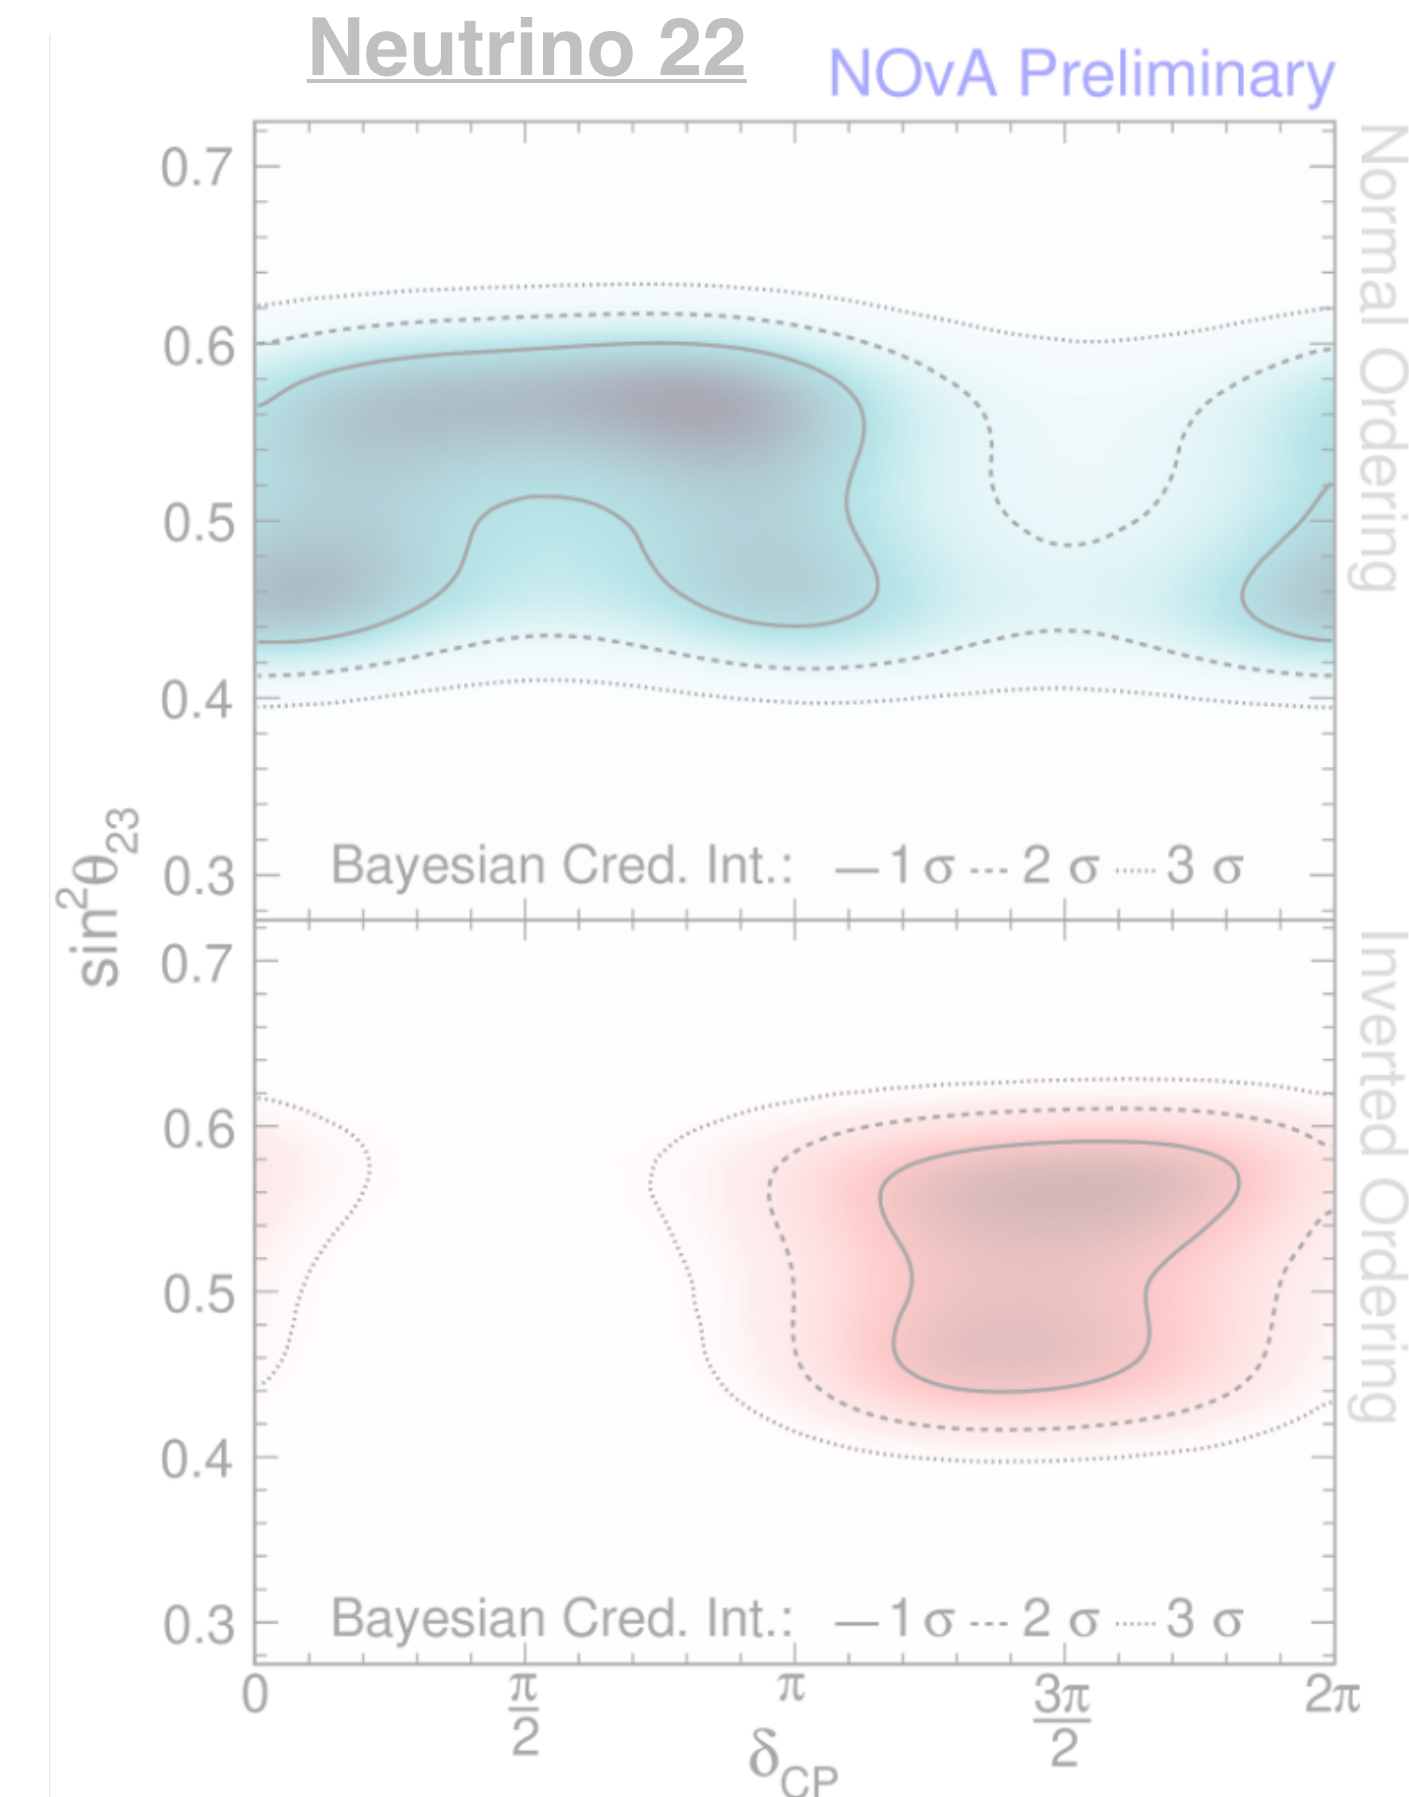 Neutrino 22
NOνA Preliminary
0.7
0.6
0.5
0.4
0.3
Normal Ordering
Bayesian Cred. Int.: 1 σ 2 σ 3 σ
sin²θ₂₃
0.7
0.6
0.5
0.4
0.3
Inverted Ordering
Bayesian Cred. Int.: 1 σ 2 σ 3 σ
0 π/2 π 3π/2 2π
δCP